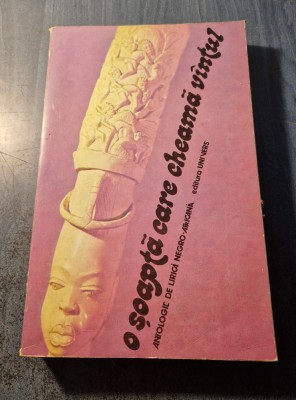 o șoaptă care cheamă vîntul
ANTOLOGIE DE LIRICĂ NEGRO-AFRICANĂ editura UNIVERS